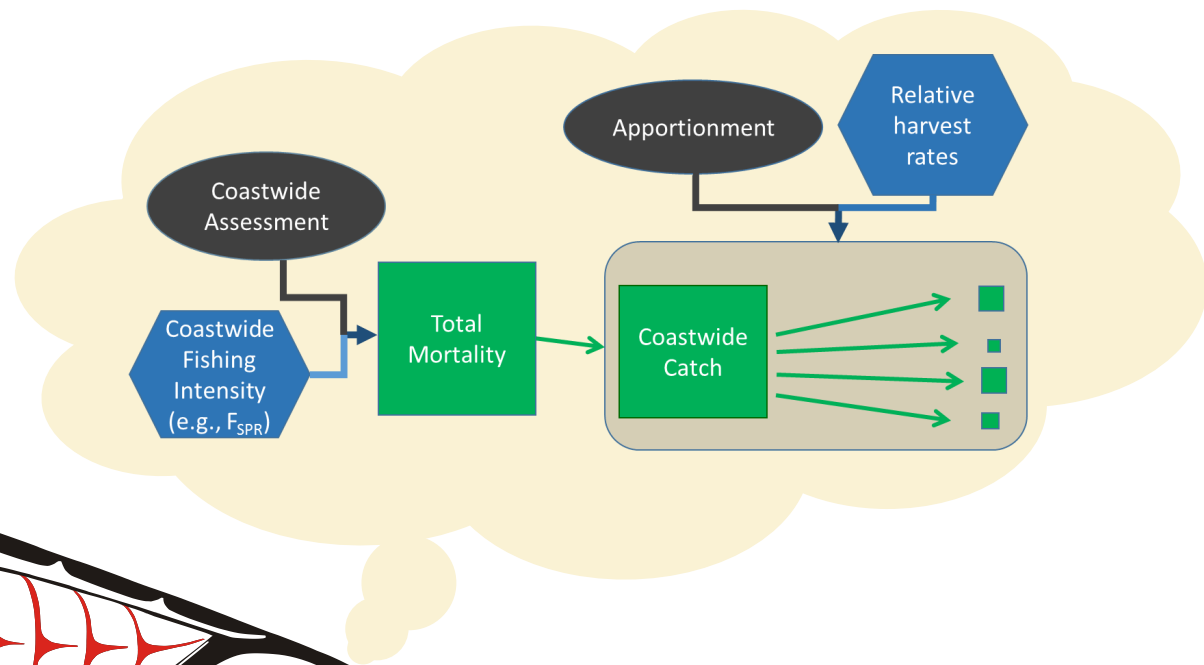 Coastwide
Assessment
Coastwide
Fishing
Intensity
(e.g., FSPR)
Total
Mortality
Apportionment
Relative
harvest
rates
Coastwide
Catch